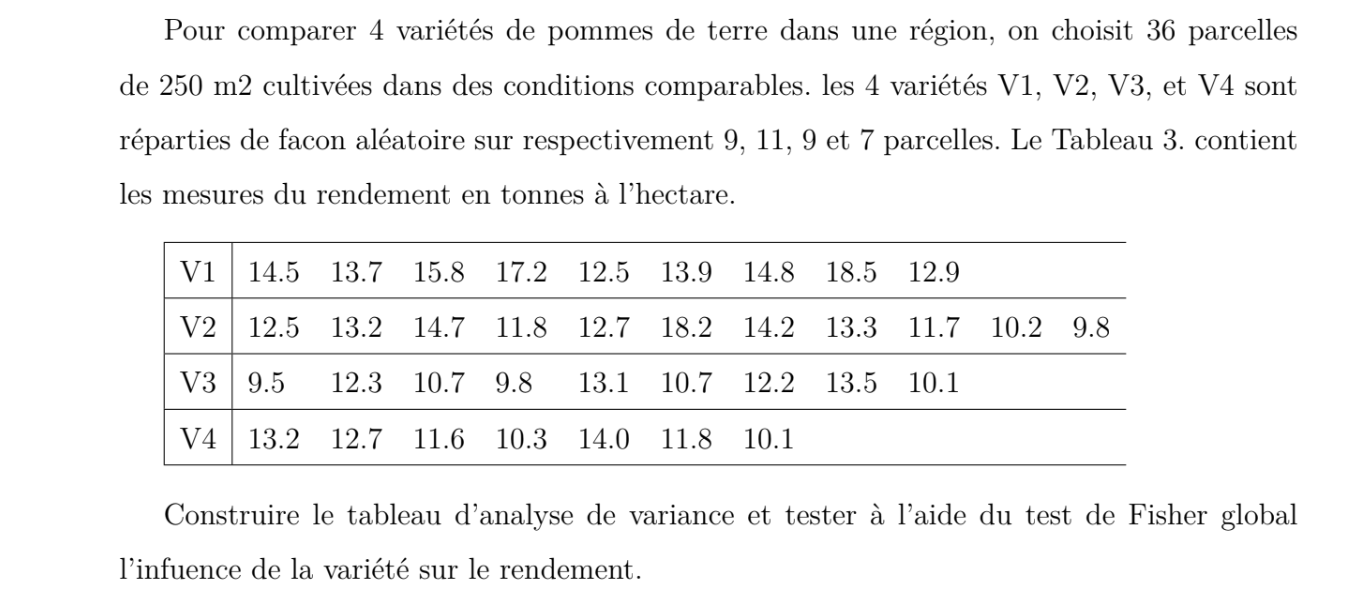 Pour comparer 4 variétés de pommes de terre dans une région, on choisit 36 parcelles
de 250 m2 cultivées dans des conditions comparables. les 4 variétés V1, V2, V3, et V4 sont
réparties de facon aléatoire sur respectivement 9, 11, 9 et 7 parcelles. Le Tableau 3. contient
les mesures du rendement en tonnes à l'hectare.
V1 14.5 13.7 15.8 17.2 12.5 13.9 14.8 18.5 12.9
V2 12.5 13.2 14.7 11.8 12.7 18.2 14.2 13.3 11.7 10.2 9.8
V3 9.5 12.3 10.7 9.8 13.1 10.7 12.2 13.5 10.1
V4 13.2 12.7 11.6 10.3 14.0 11.8 10.1
Construire le tableau d'analyse de variance et tester à l'aide du test de Fisher global
l'infuence de la variété sur le rendement.